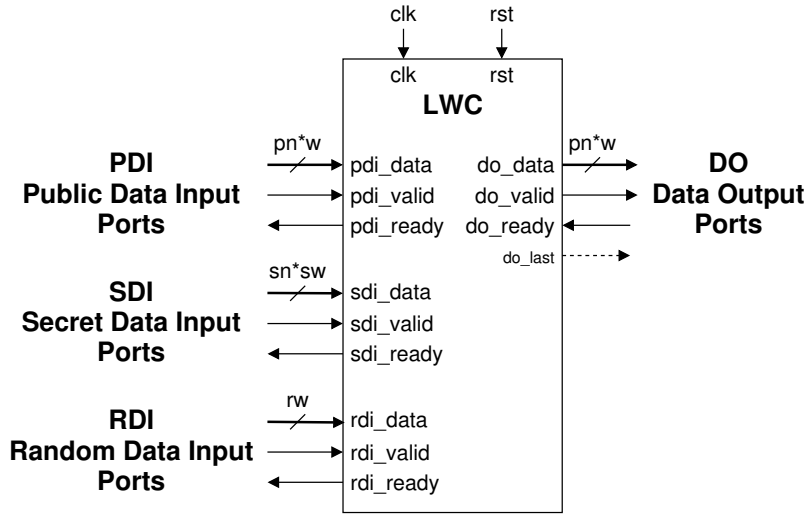 clk rst
clk rst
LWC
pn*w
pdi_data
pdi_valid
pdi_ready
PDI
Public Data Input
Ports
sn*sw
sdi_data
sdi_valid
sdi_ready
SDI
Secret Data Input
Ports
rw
rdi_data
rdi_valid
rdi_ready
RDI
Random Data Input
Ports
pn*w
do_data
do_valid
do_ready
do_last
DO
Data Output
Ports